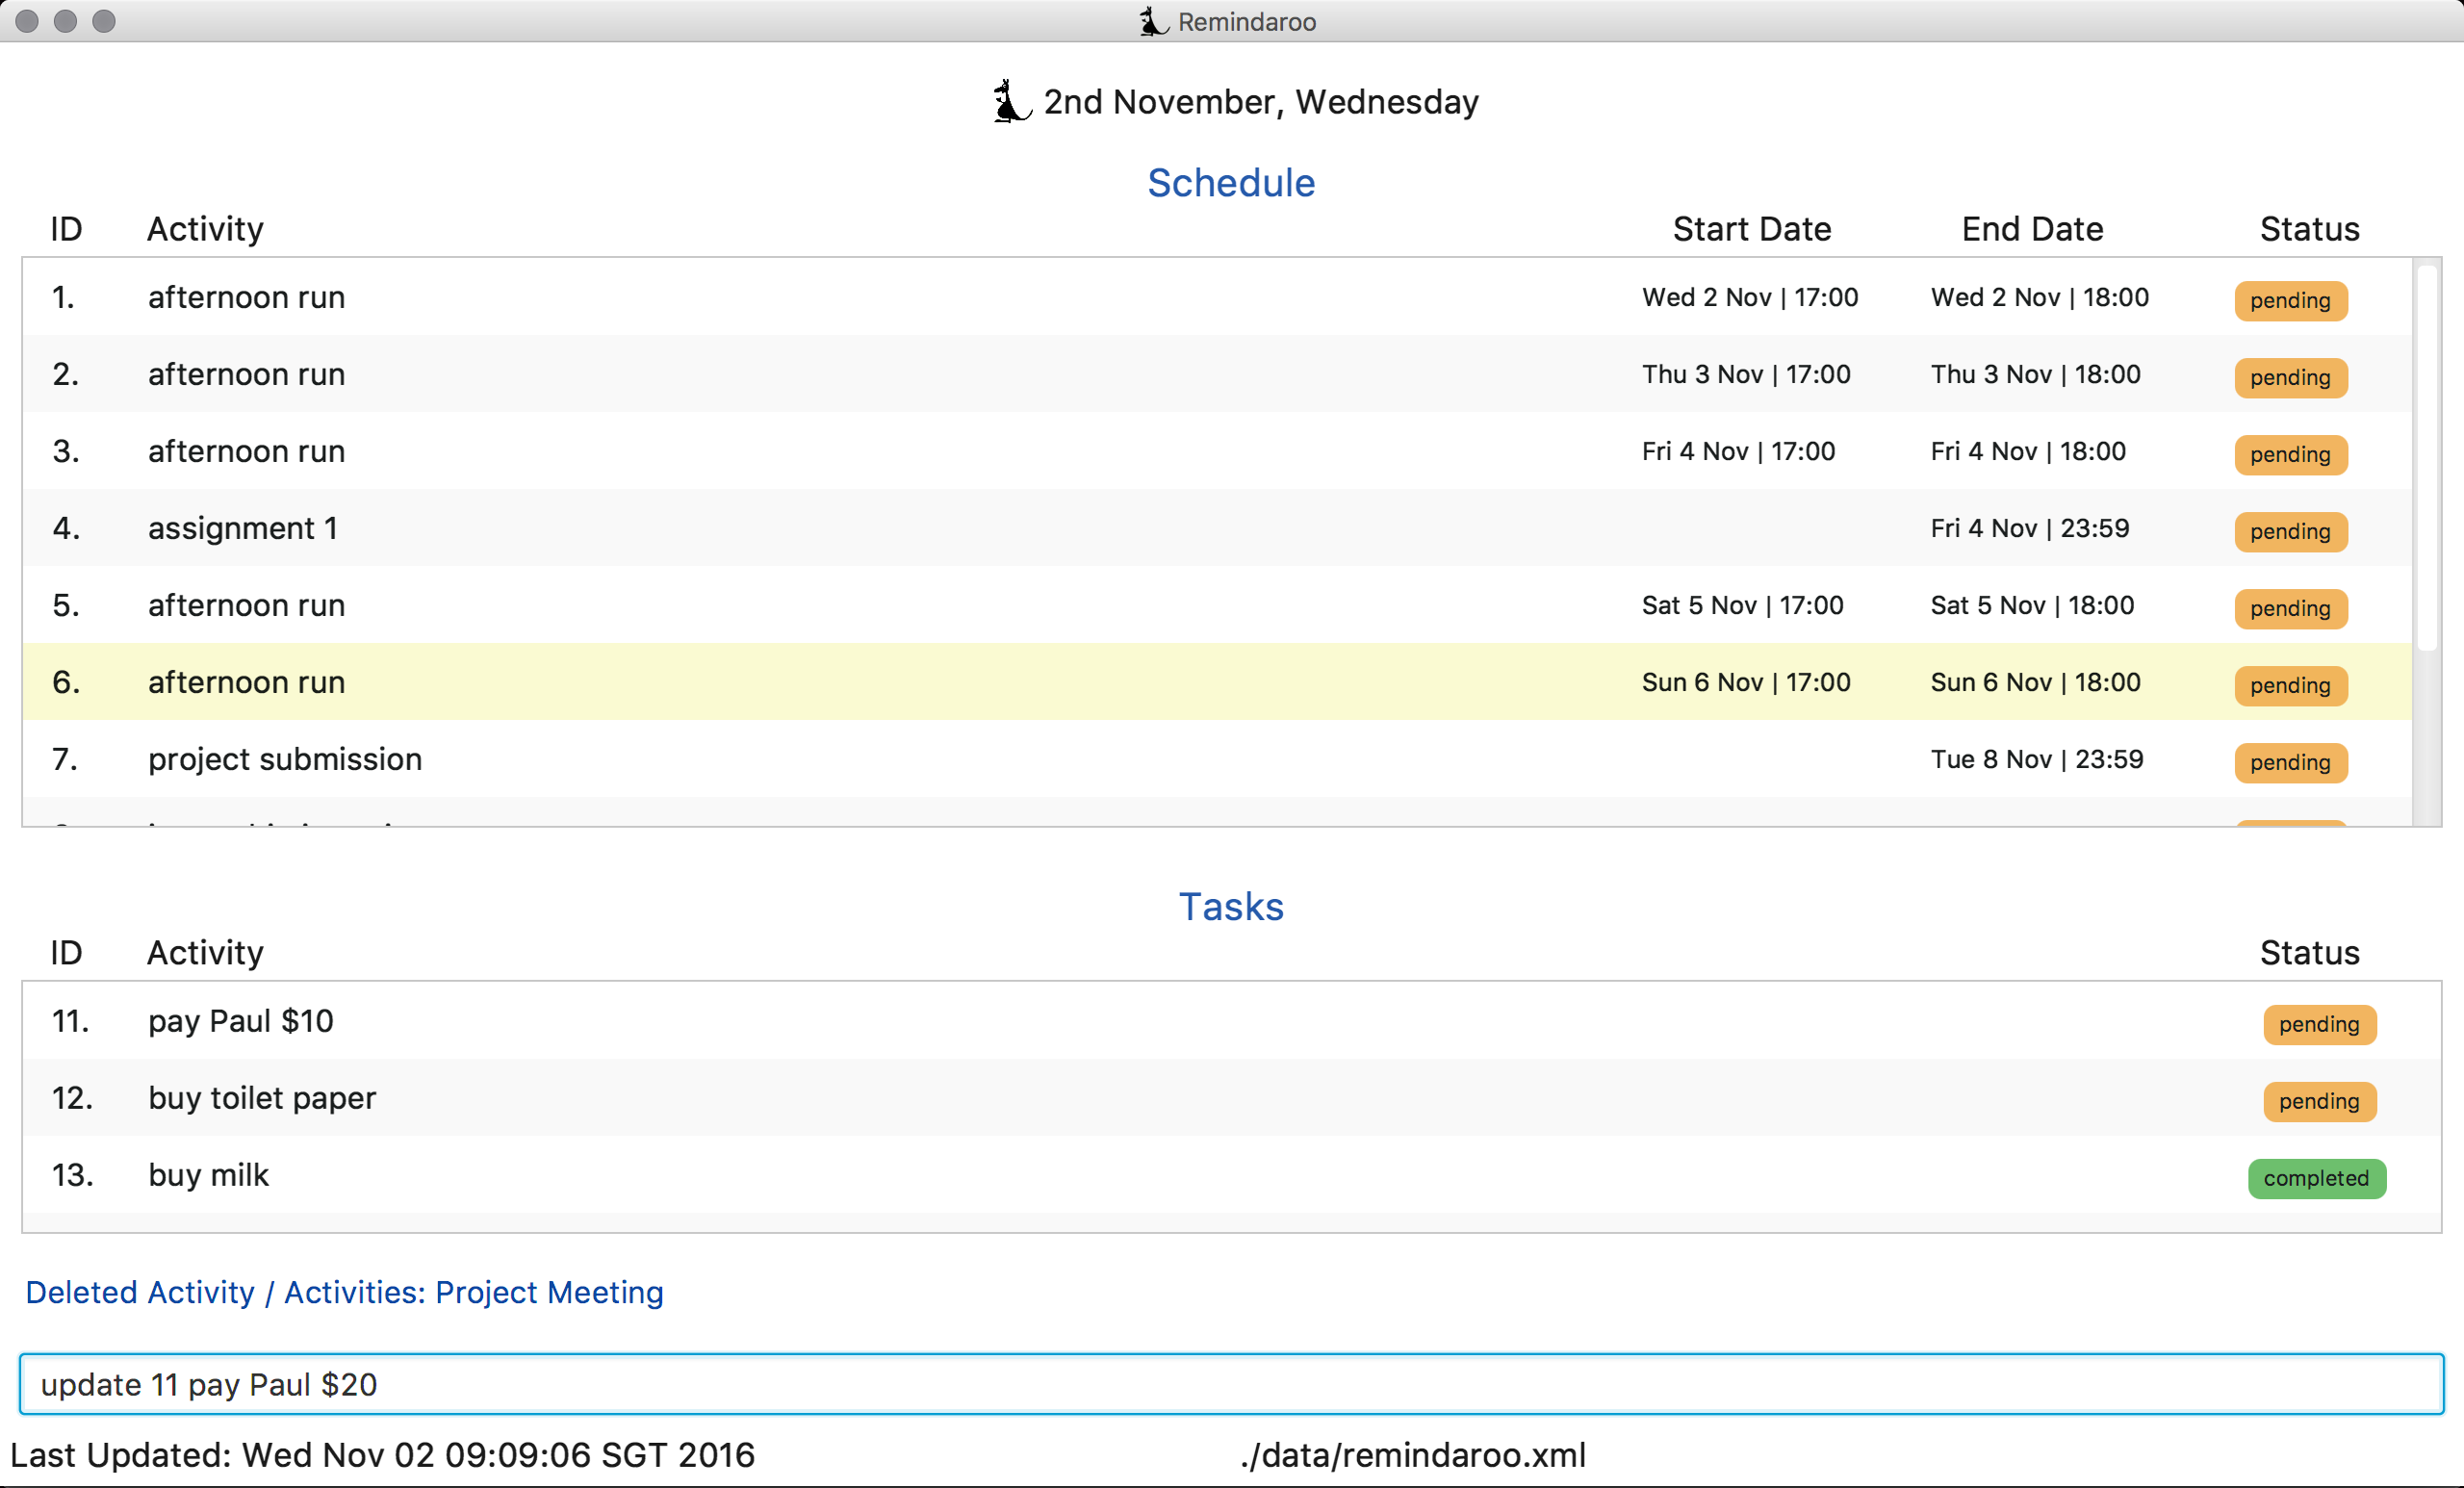 Remindaroo
2nd November, Wednesday
Schedule
ID Activity Start Date End Date Status
1. afternoon run Wed 2 Nov | 17:00 Wed 2 Nov | 18:00 pending
2. afternoon run Thu 3 Nov | 17:00 Thu 3 Nov | 18:00 pending
3. afternoon run Fri 4 Nov | 17:00 Fri 4 Nov | 18:00 pending
4. assignment 1 Fri 4 Nov | 23:59 pending
5. afternoon run Sat 5 Nov | 17:00 Sat 5 Nov | 18:00 pending
6. afternoon run Sun 6 Nov | 17:00 Sun 6 Nov | 18:00 pending
7. project submission Tue 8 Nov | 23:59 pending
Tasks
ID Activity Status
11. pay Paul $10 pending
12. buy toilet paper pending
13. buy milk completed
Deleted Activity / Activities: Project Meeting
update 11 pay Paul $20
Last Updated: Wed Nov 02 09:09:06 SGT 2016 ./data/remindaroo.xml